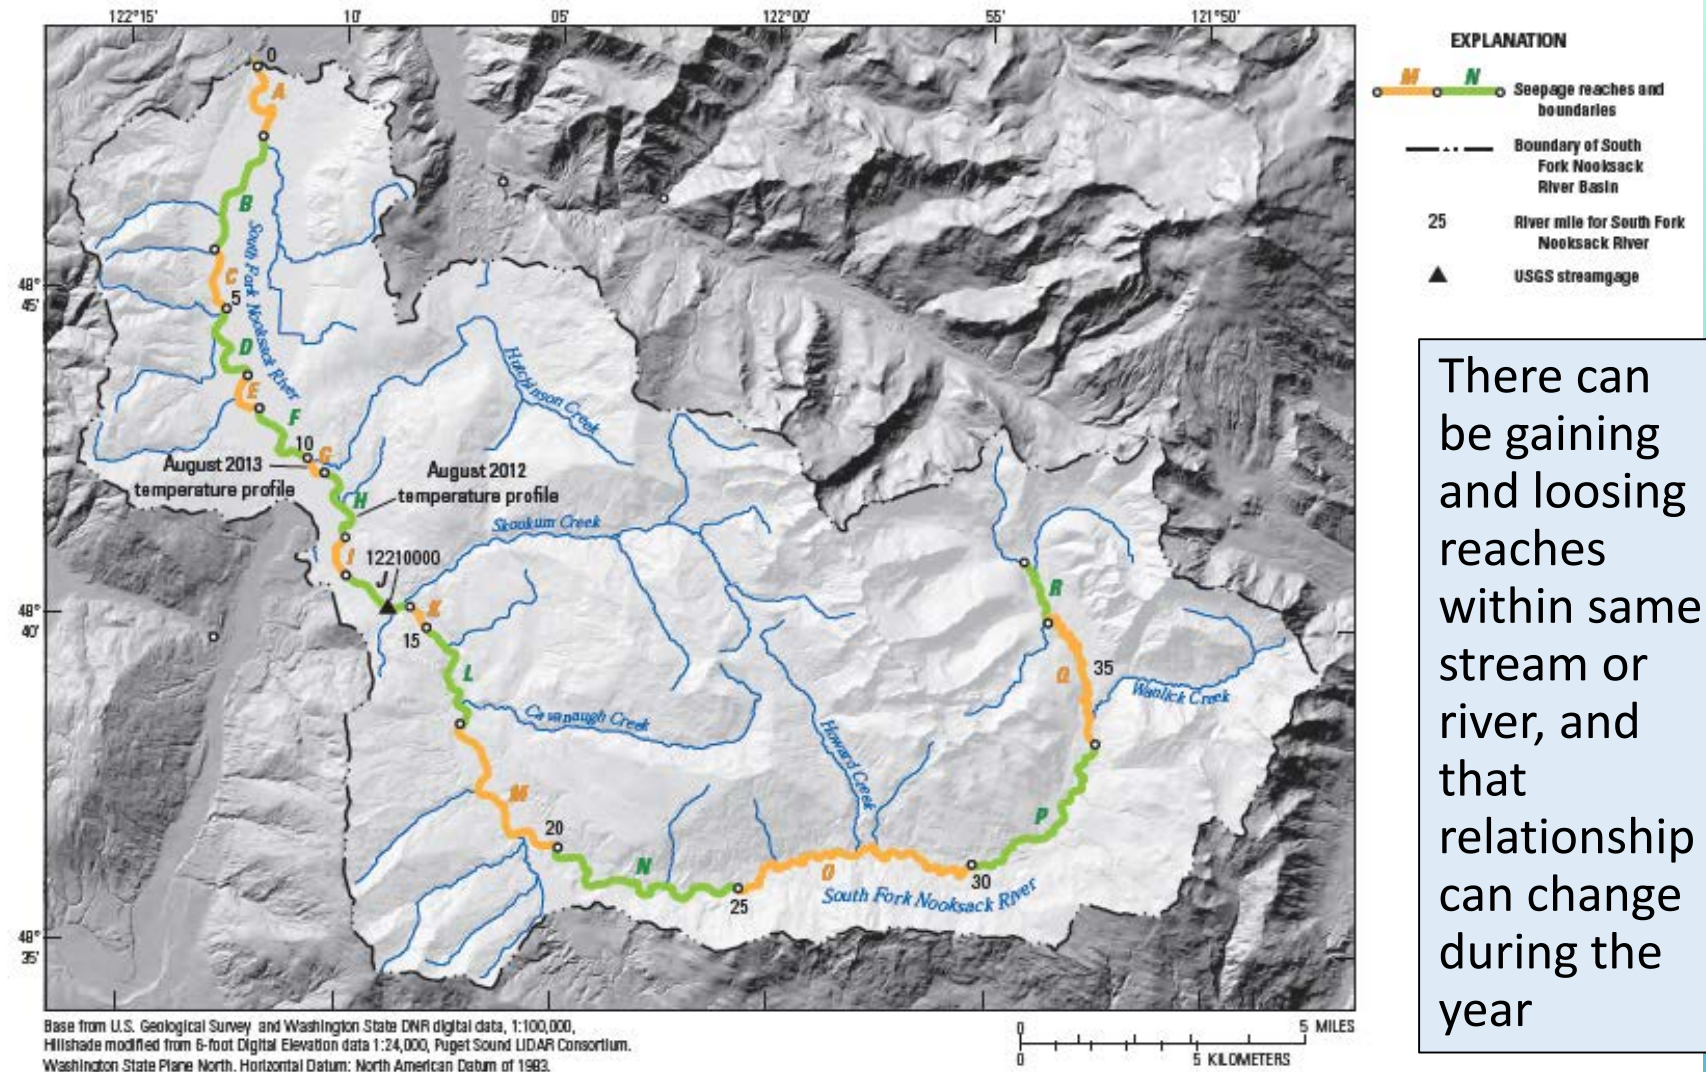 122°15'
10'
05'
122°00'
55'
121°50'
0
A
B
South Fork Nooksack River
C
5
48°
45'
D
E
F
Hutchinson Creek
10
G
August 2013
temperature profile
August 2012
temperature profile
H
Skookum Creek
I
12210000
J
K
48°
40'
15
R
L
35
Q
Wanlick Creek
Cavanaugh Creek
Howard Creek
M
P
20
N
O
30
25
South Fork Nooksack River
48°
35'
Base from U.S. Geological Survey and Washington State DNR digital data, 1:100,000,
Hillshade modified from 6-foot Digital Elevation data 1:24,000, Puget Sound LIDAR Consortium.
Washington State Plane North, Horizontal Datum: North American Datum of 1983.
0
5 MILES
0
5 KILOMETERS
EXPLANATION
M
N
Seepage reaches and
boundaries
Boundary of South
Fork Nooksack
River Basin
25
River mile for South Fork
Nooksack River
USGS streamgage
There can
be gaining
and loosing
reaches
within same
stream or
river, and
that
relationship
can change
during the
year